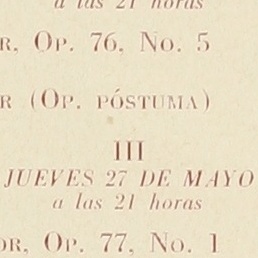 a las 21 horas
R, Op. 76, No. 5
R (Op. póstuma)
III
JUEVES 27 DE MAYO
a las 21 horas
OR, Op. 77, No. 1